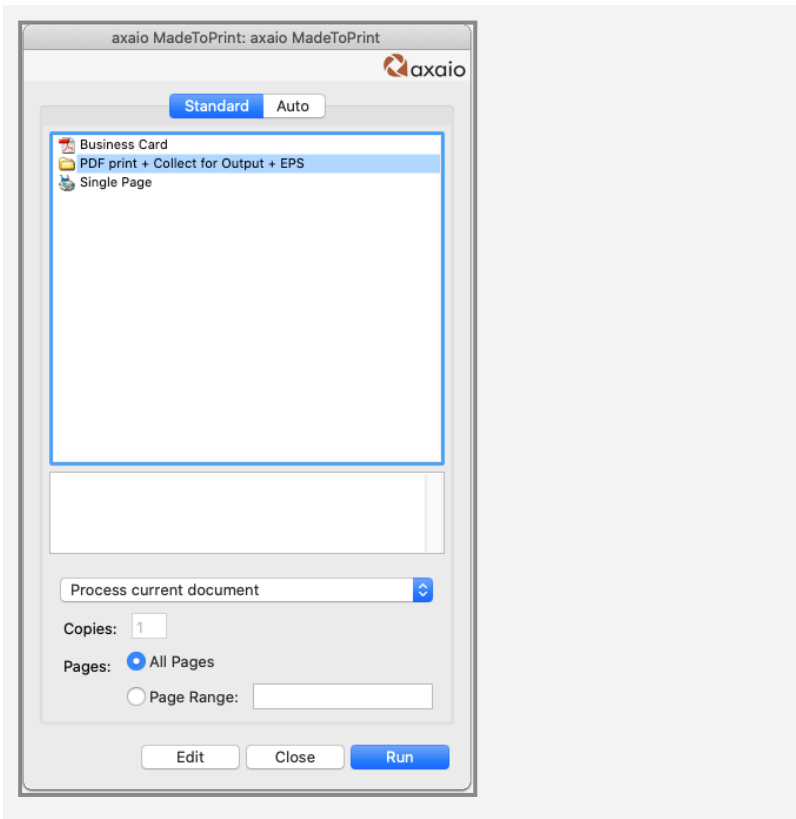 axaio MadeToPrint: axaio MadeToPrint
axaio
Standard Auto
Business Card
PDF print + Collect for Output + EPS
Single Page
Process current document
Copies: 1
Pages: All Pages
Page Range:
Edit Close Run